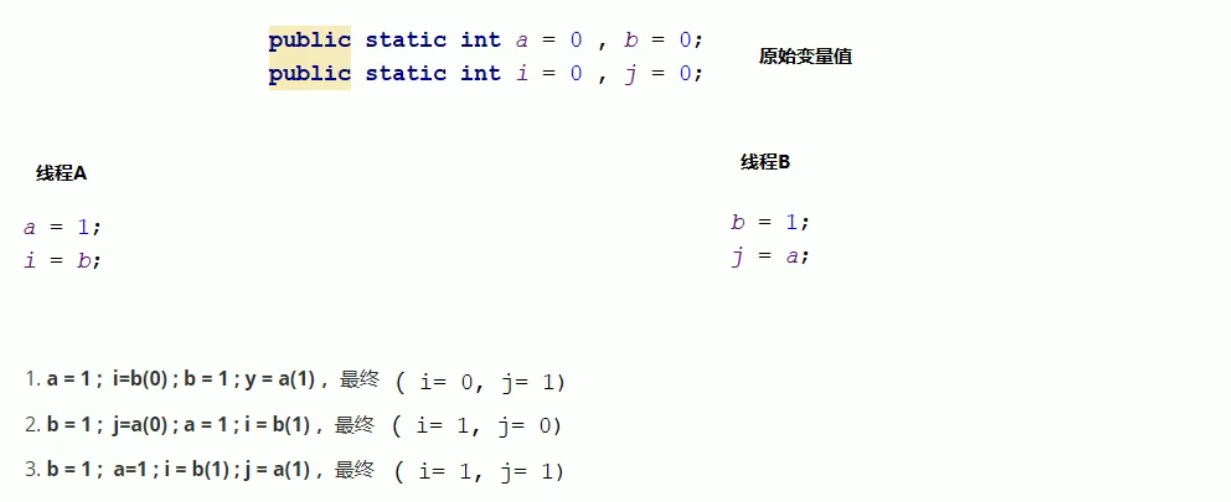 public static int a = 0 , b = 0;
public static int i = 0 , j = 0;
原始变量值
线程A
a = 1;
i = b;
线程B
b = 1;
j = a;
1. a = 1 ; i=b(0) ; b = 1 ; y = a(1) , 最终 ( i= 0, j= 1)
2. b = 1 ; j=a(0) ; a = 1 ; i = b(1) , 最终 ( i= 1, j= 0)
3. b = 1 ; a=1 ; i = b(1) ; j = a(1) , 最终 ( i= 1, j= 1)